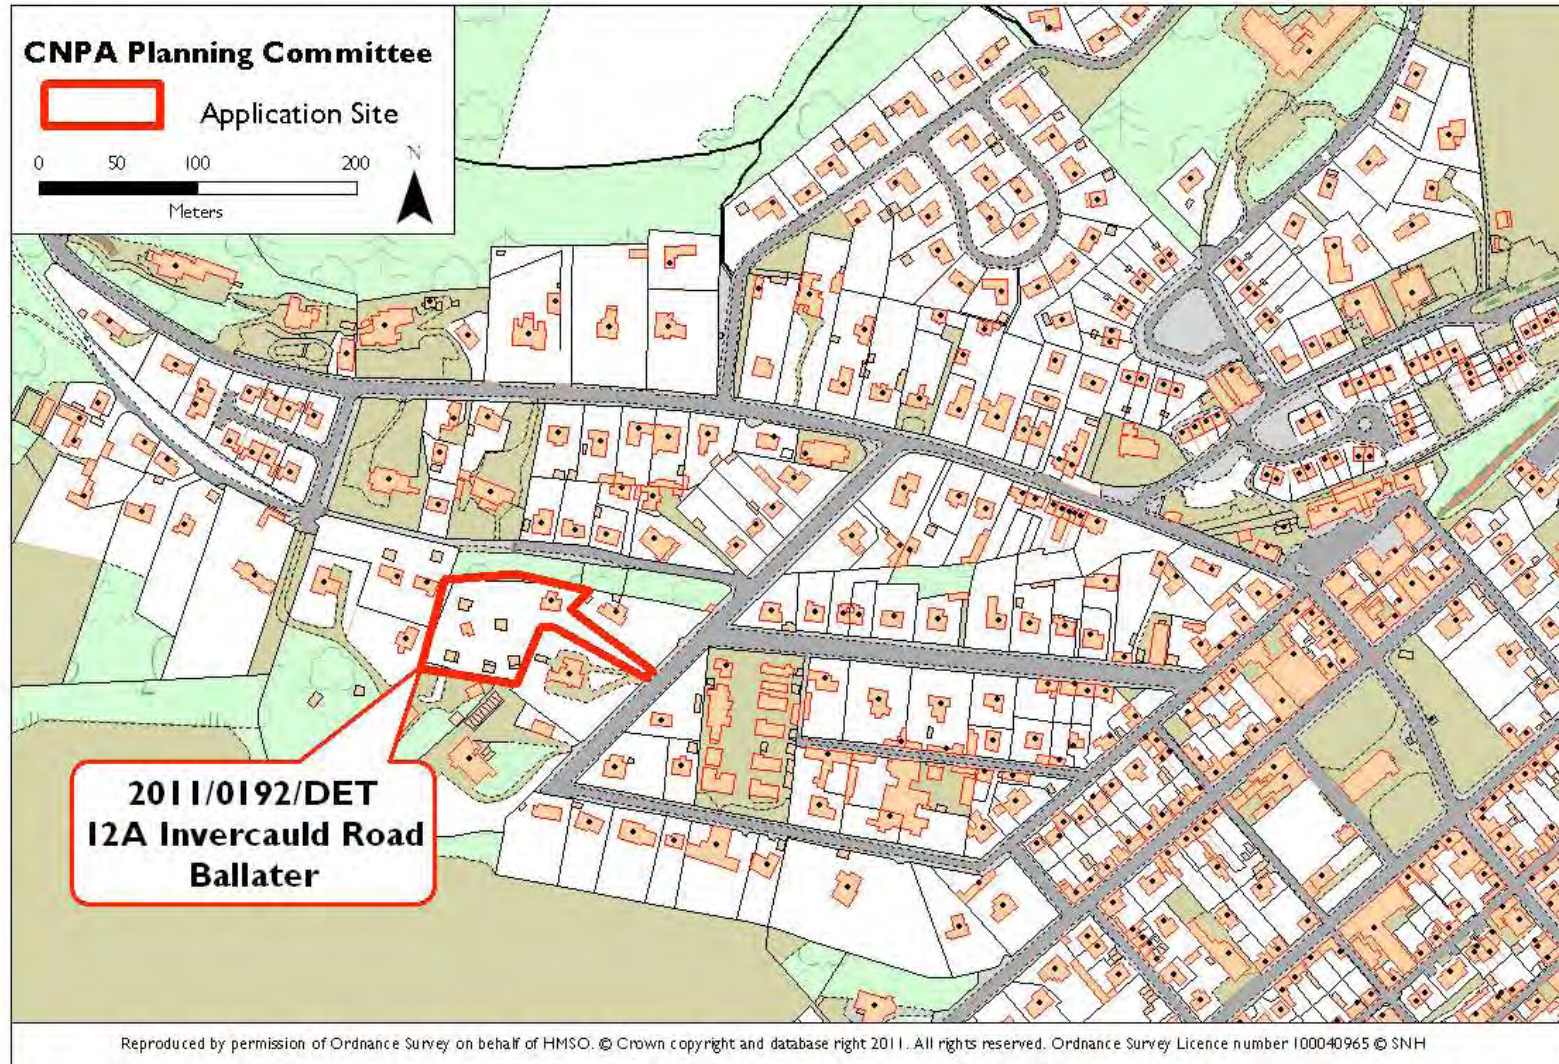 CNPA Planning Committee
Application Site
0 50 100 200
N
Meters
2011/0192/DET
12A Invercauld Road
Ballater
Reproduced by permission of Ordnance Survey on behalf of HMSO. © Crown copyright and database right 2011. All rights reserved. Ordnance Survey Licence number 100040965 © SNH